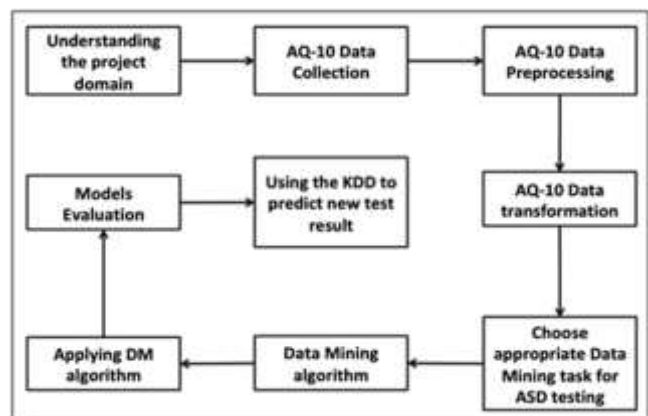 Understanding
the project
domain
AQ-10 Data
Collection
AQ-10 Data
Preprocessing
AQ-10 Data
transformation
Choose
appropriate Data
Mining task for
ASD testing
Data Mining
algorithm
Applying DM
algorithm
Models
Evaluation
Using the KDD to
predict new test
result